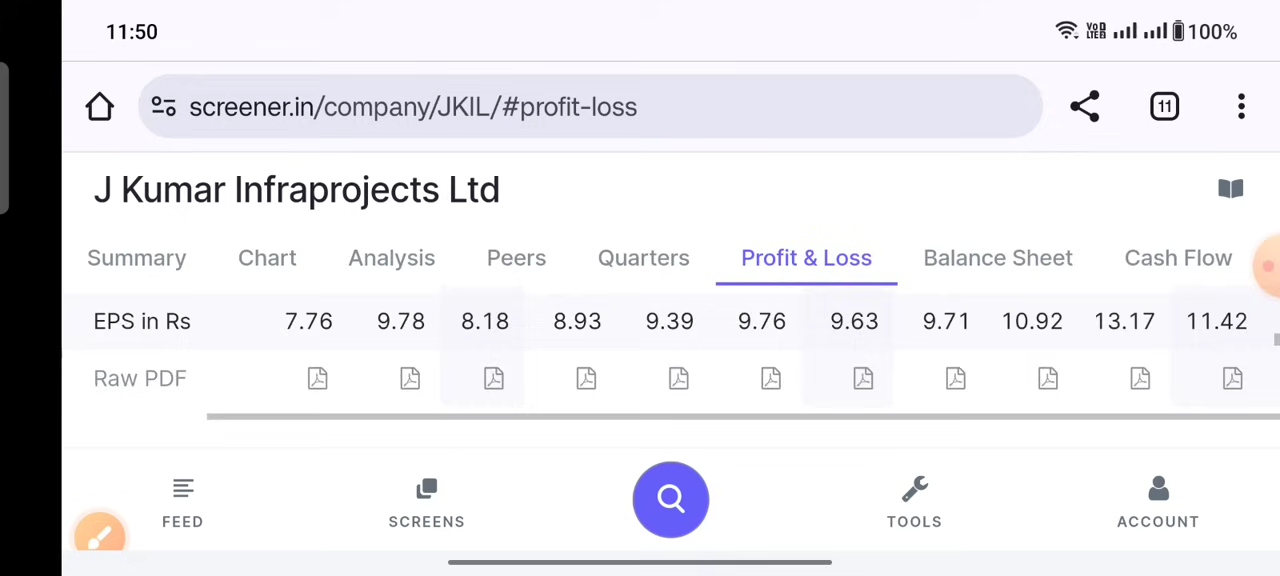 11:50 VoD LTED 100%
screener.in/company/JKIL/#profit-loss 11
J Kumar Infraprojects Ltd
Summary Chart Analysis Peers Quarters Profit & Loss Balance Sheet Cash Flow
EPS in Rs 7.76 9.78 8.18 8.93 9.39 9.76 9.63 9.71 10.92 13.17 11.42
Raw PDF
FEED SCREENS TOOLS ACCOUNT